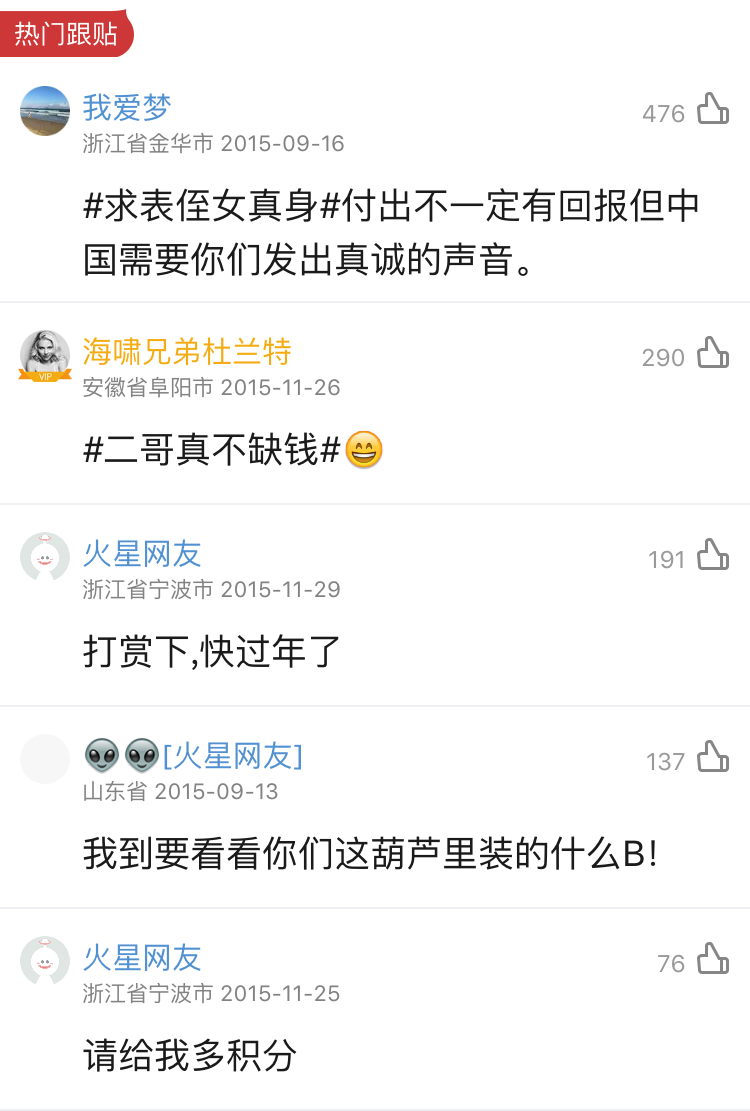 热门跟贴
我爱梦
476
浙江省金华市 2015-09-16
#求表侄女真身#付出不一定有回报但中
国需要你们发出真诚的声音。
海啸兄弟杜兰特
290
VIP
安徽省阜阳市 2015-11-26
#二哥真不缺钱#😄
火星网友
191
浙江省宁波市 2015-11-29
打赏下,快过年了
👽👽[火星网友]
137
山东省 2015-09-13
我到要看看你们这葫芦里装的什么B!
火星网友
76
浙江省宁波市 2015-11-25
请给我多积分